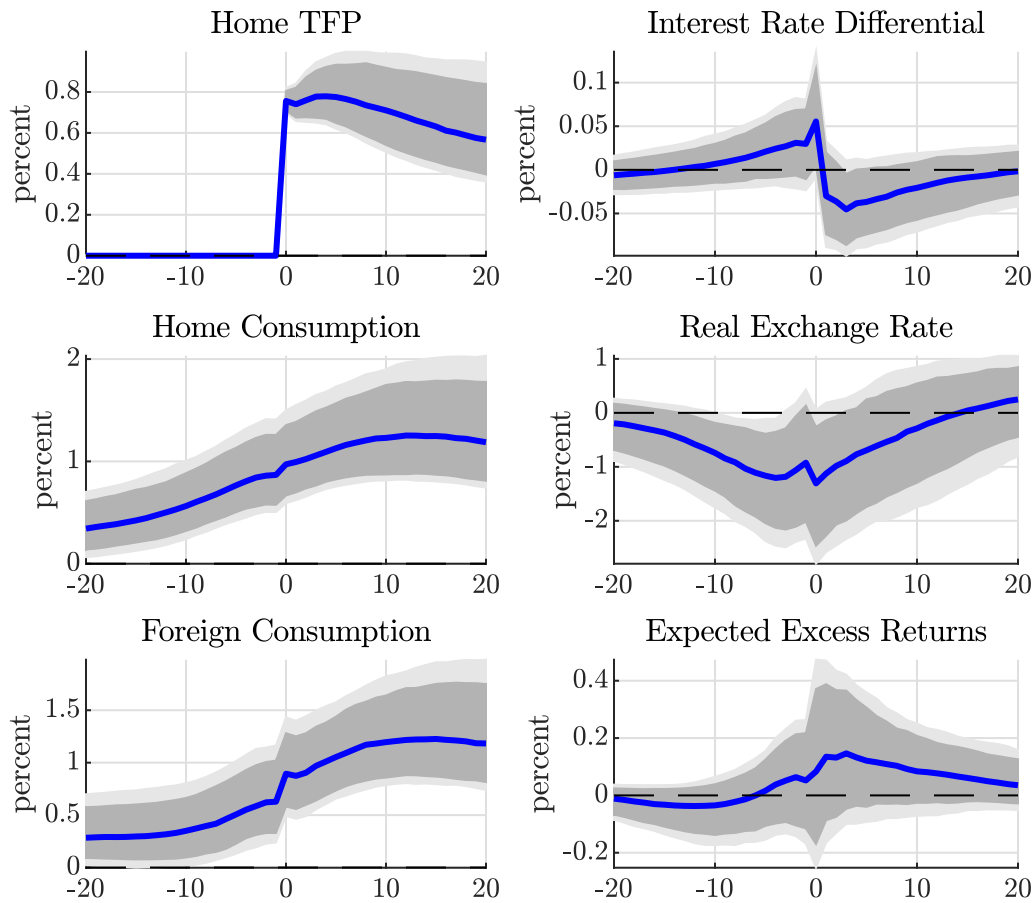 Home TFP
percent
0.8
0.6
0.4
0.2
0
-20 -10 0 10 20
Interest Rate Differential
percent
0.1
0.05
0
-0.05
-20 -10 0 10 20
Home Consumption
percent
2
1
0
-20 -10 0 10 20
Real Exchange Rate
percent
1
0
-1
-2
-20 -10 0 10 20
Foreign Consumption
percent
1.5
1
0.5
0
-20 -10 0 10 20
Expected Excess Returns
percent
0.4
0.2
0
-0.2
-20 -10 0 10 20